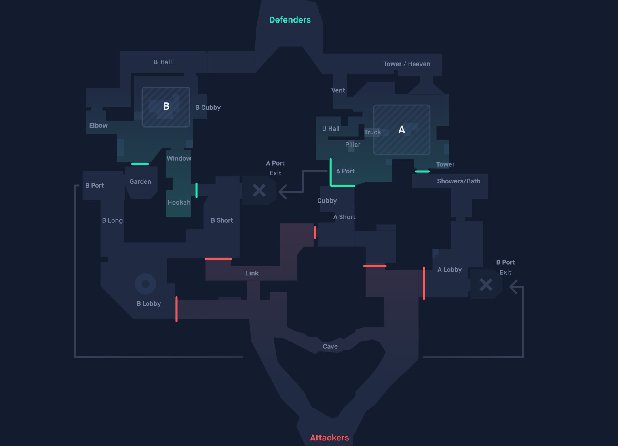 Defenders
B Hall
Tower / Heaven
Vent
B
B Cubby
Elbow
U Hall
Truck
A
Pillar
Window
A Port
Exit
A Port
Tower
Showers/Bath
B Port
Garden
Hookah
Cubby
A Short
B Long
B Short
B Port
Exit
Link
A Lobby
B Lobby
Cave
Attackers